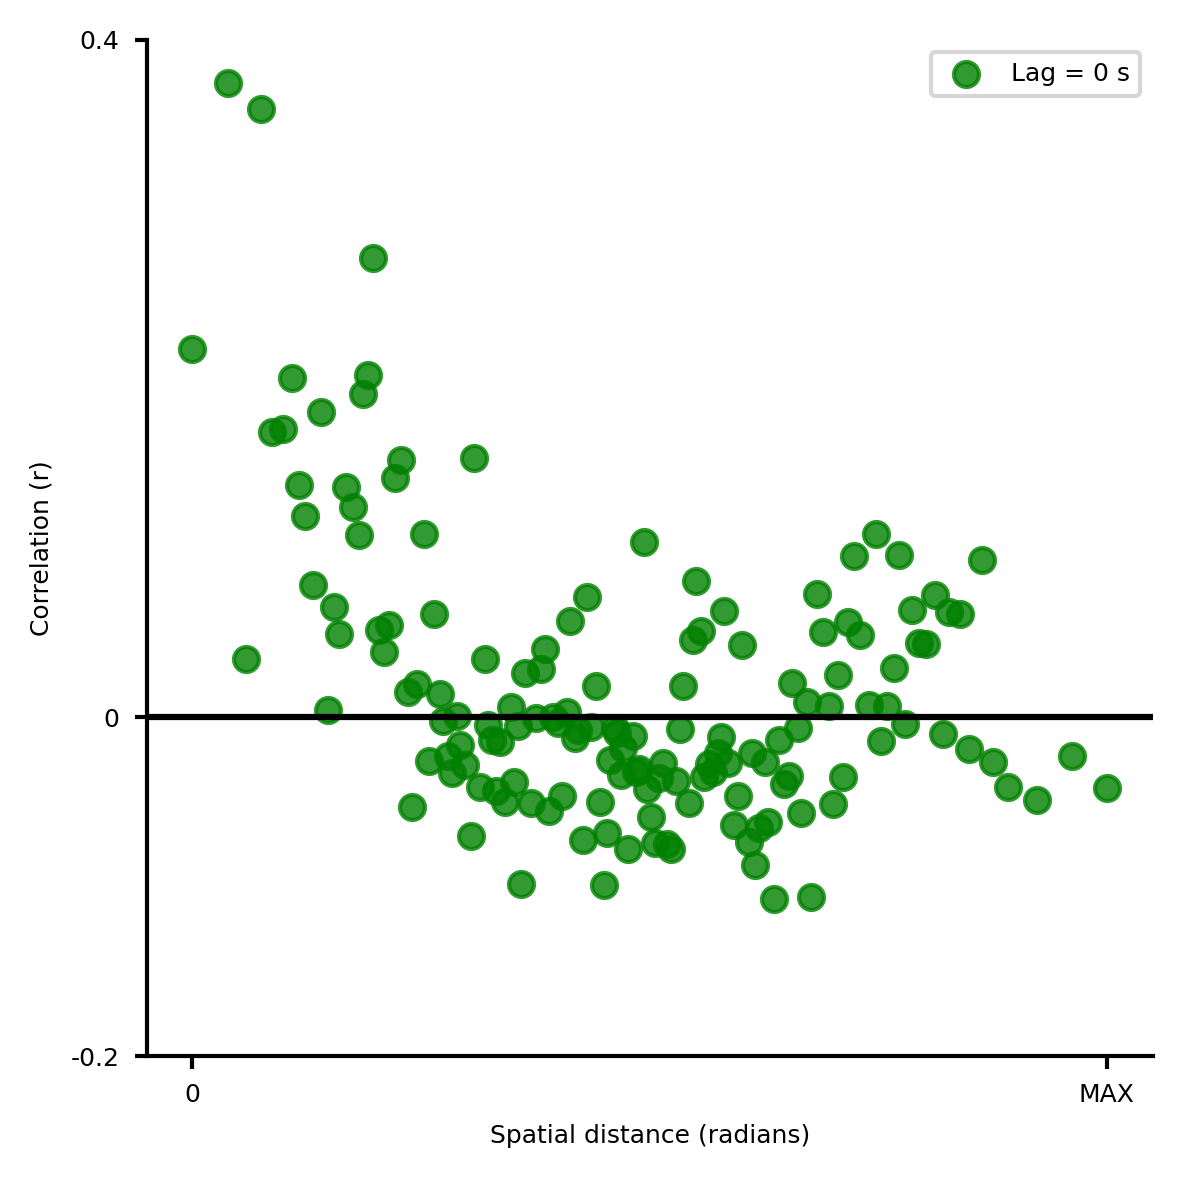 0.4
Lag = 0 s
Correlation (r)
0
-0.2
0
MAX
Spatial distance (radians)